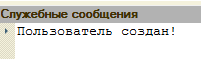 Служебные сообщения
Пользователь создан!